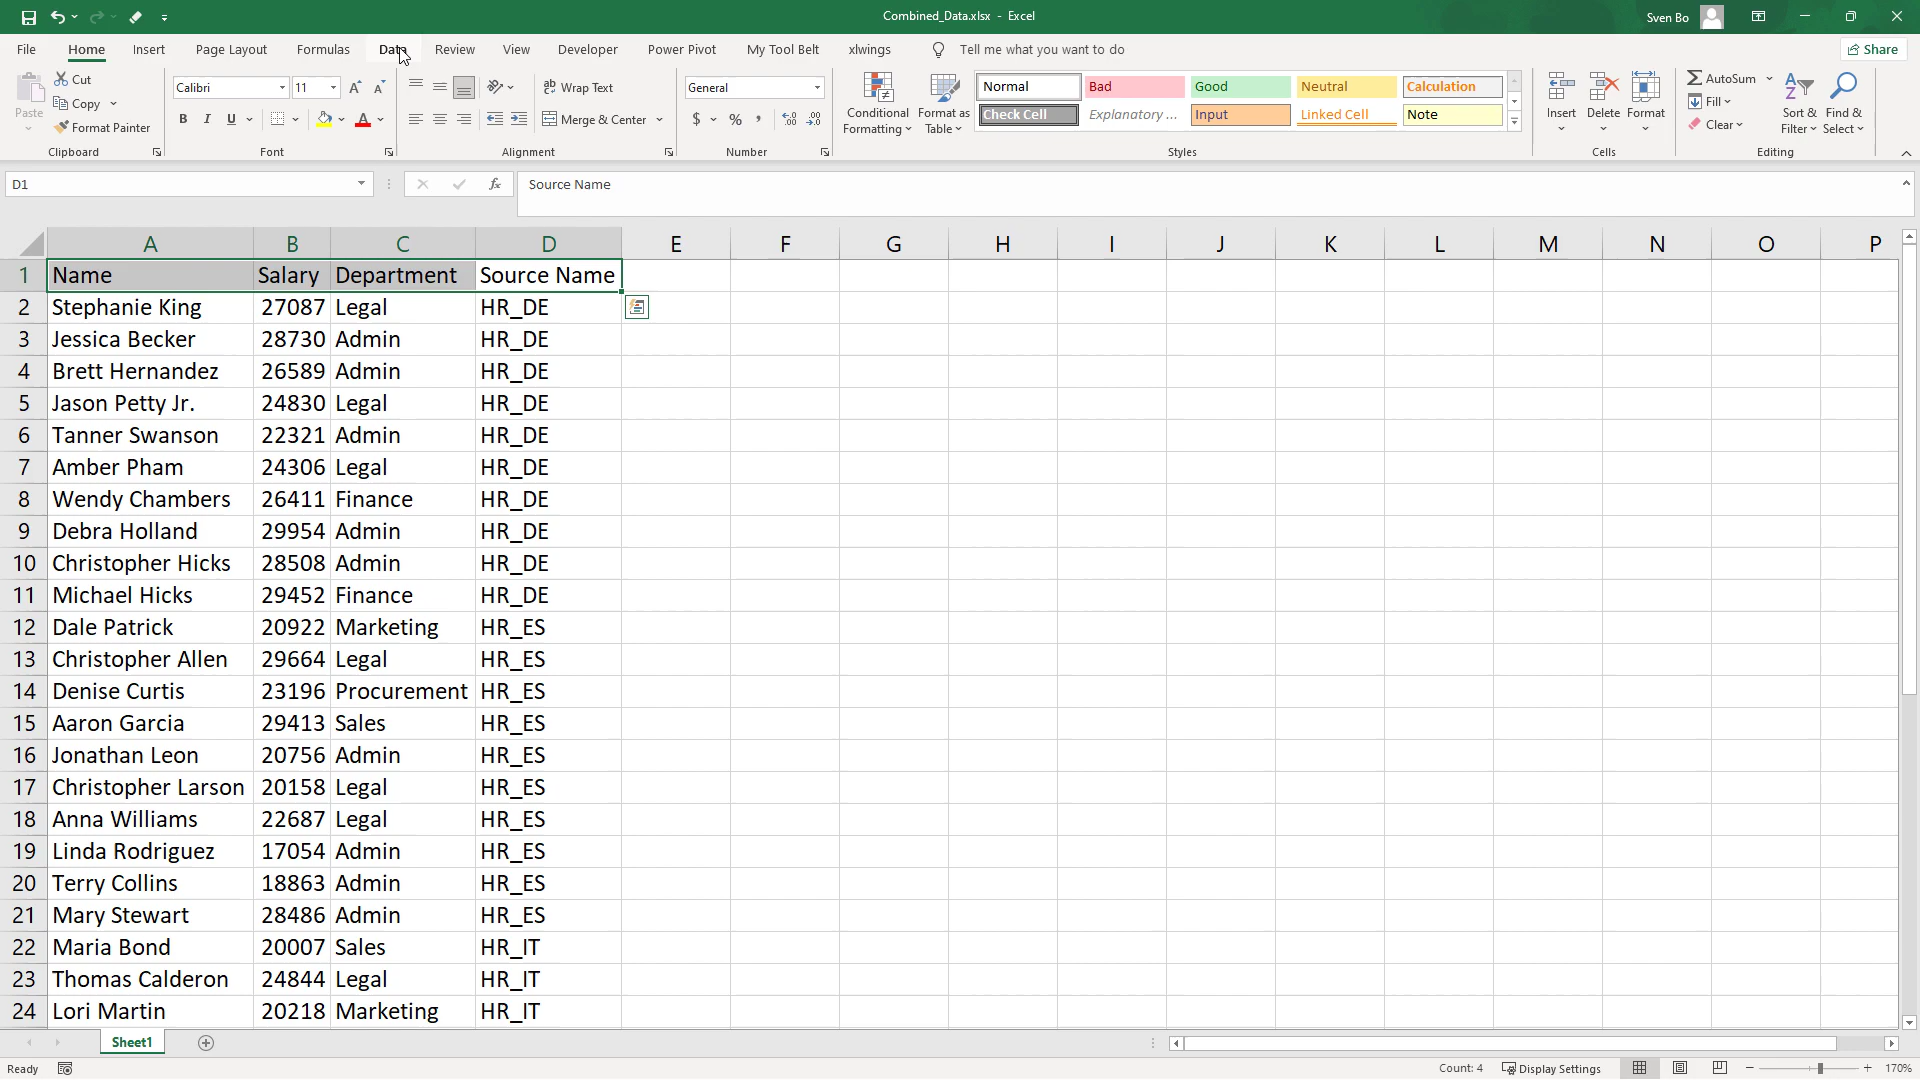 Combined_Data.xlsx - Excel
Sven Bo
File Home Insert Page Layout Formulas Data Review View Developer Power Pivot My Tool Belt xlwings Tell me what you want to do Share
Paste
Cut
Copy
Format Painter
Clipboard
Calibri 11
B I U
Font
Wrap Text
Merge & Center
Alignment
General
$ % ,
Number
Conditional Formatting
Format as Table
Normal Bad Good Neutral Calculation
Check Cell Explanatory ... Input Linked Cell Note
Styles
Insert Delete Format
Cells
AutoSum
Fill
Clear
Sort & Filter
Find & Select
Editing
D1 fx Source Name
A B C D E F G H I J K L M N O P
1 Name Salary Department Source Name
2 Stephanie King 27087 Legal HR_DE
3 Jessica Becker 28730 Admin HR_DE
4 Brett Hernandez 26589 Admin HR_DE
5 Jason Petty Jr. 24830 Legal HR_DE
6 Tanner Swanson 22321 Admin HR_DE
7 Amber Pham 24306 Legal HR_DE
8 Wendy Chambers 26411 Finance HR_DE
9 Debra Holland 29954 Admin HR_DE
10 Christopher Hicks 28508 Admin HR_DE
11 Michael Hicks 29452 Finance HR_DE
12 Dale Patrick 20922 Marketing HR_ES
13 Christopher Allen 29664 Legal HR_ES
14 Denise Curtis 23196 Procurement HR_ES
15 Aaron Garcia 29413 Sales HR_ES
16 Jonathan Leon 20756 Admin HR_ES
17 Christopher Larson 20158 Legal HR_ES
18 Anna Williams 22687 Legal HR_ES
19 Linda Rodriguez 17054 Admin HR_ES
20 Terry Collins 18863 Admin HR_ES
21 Mary Stewart 28486 Admin HR_ES
22 Maria Bond 20007 Sales HR_IT
23 Thomas Calderon 24844 Legal HR_IT
24 Lori Martin 20218 Marketing HR_IT
Sheet1
Ready Count: 4 Display Settings 170%